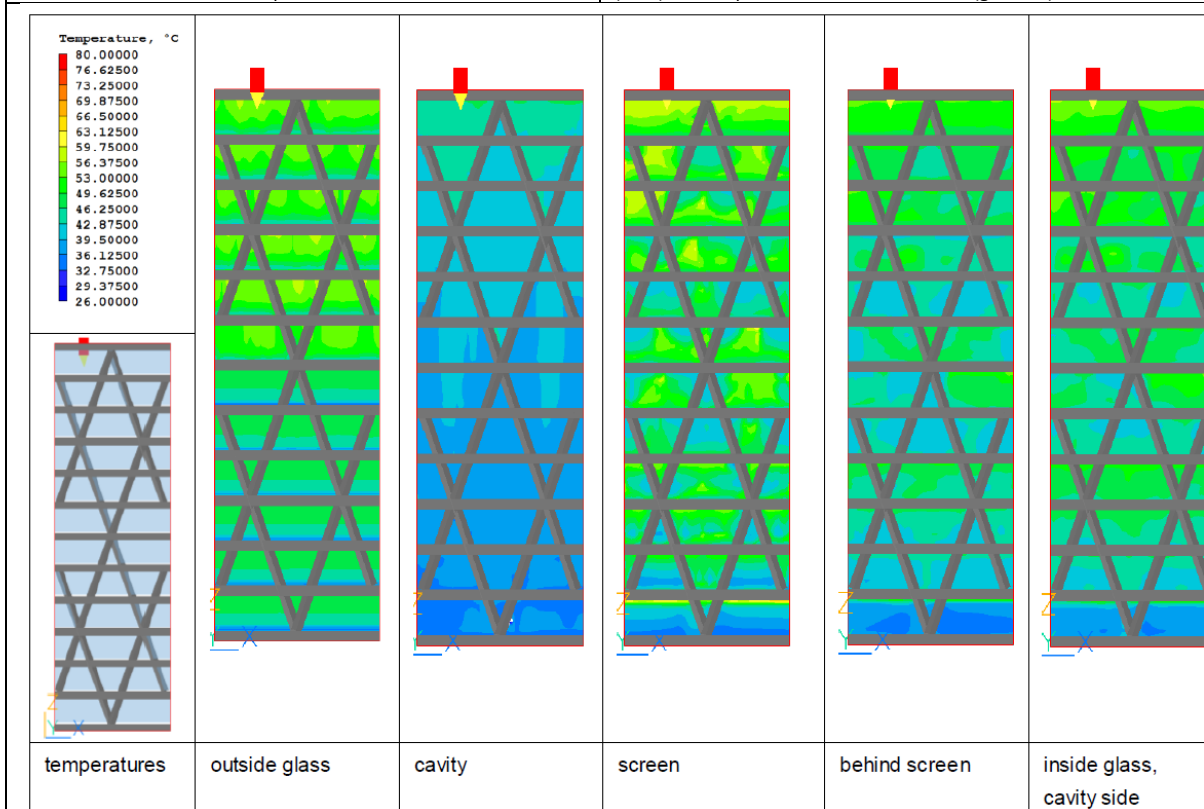 Temperature, °C
80.00000
76.62500
73.25000
69.87500
66.50000
63.12500
59.75000
56.37500
53.00000
49.62500
46.25000
42.87500
39.50000
36.12500
32.75000
29.37500
26.00000
Z
Y X
Z
Y X
Z
Y X
Z
Y X
Z
Y X
Z
Y X
temperatures
outside glass
cavity
screen
behind screen
inside glass,
cavity side